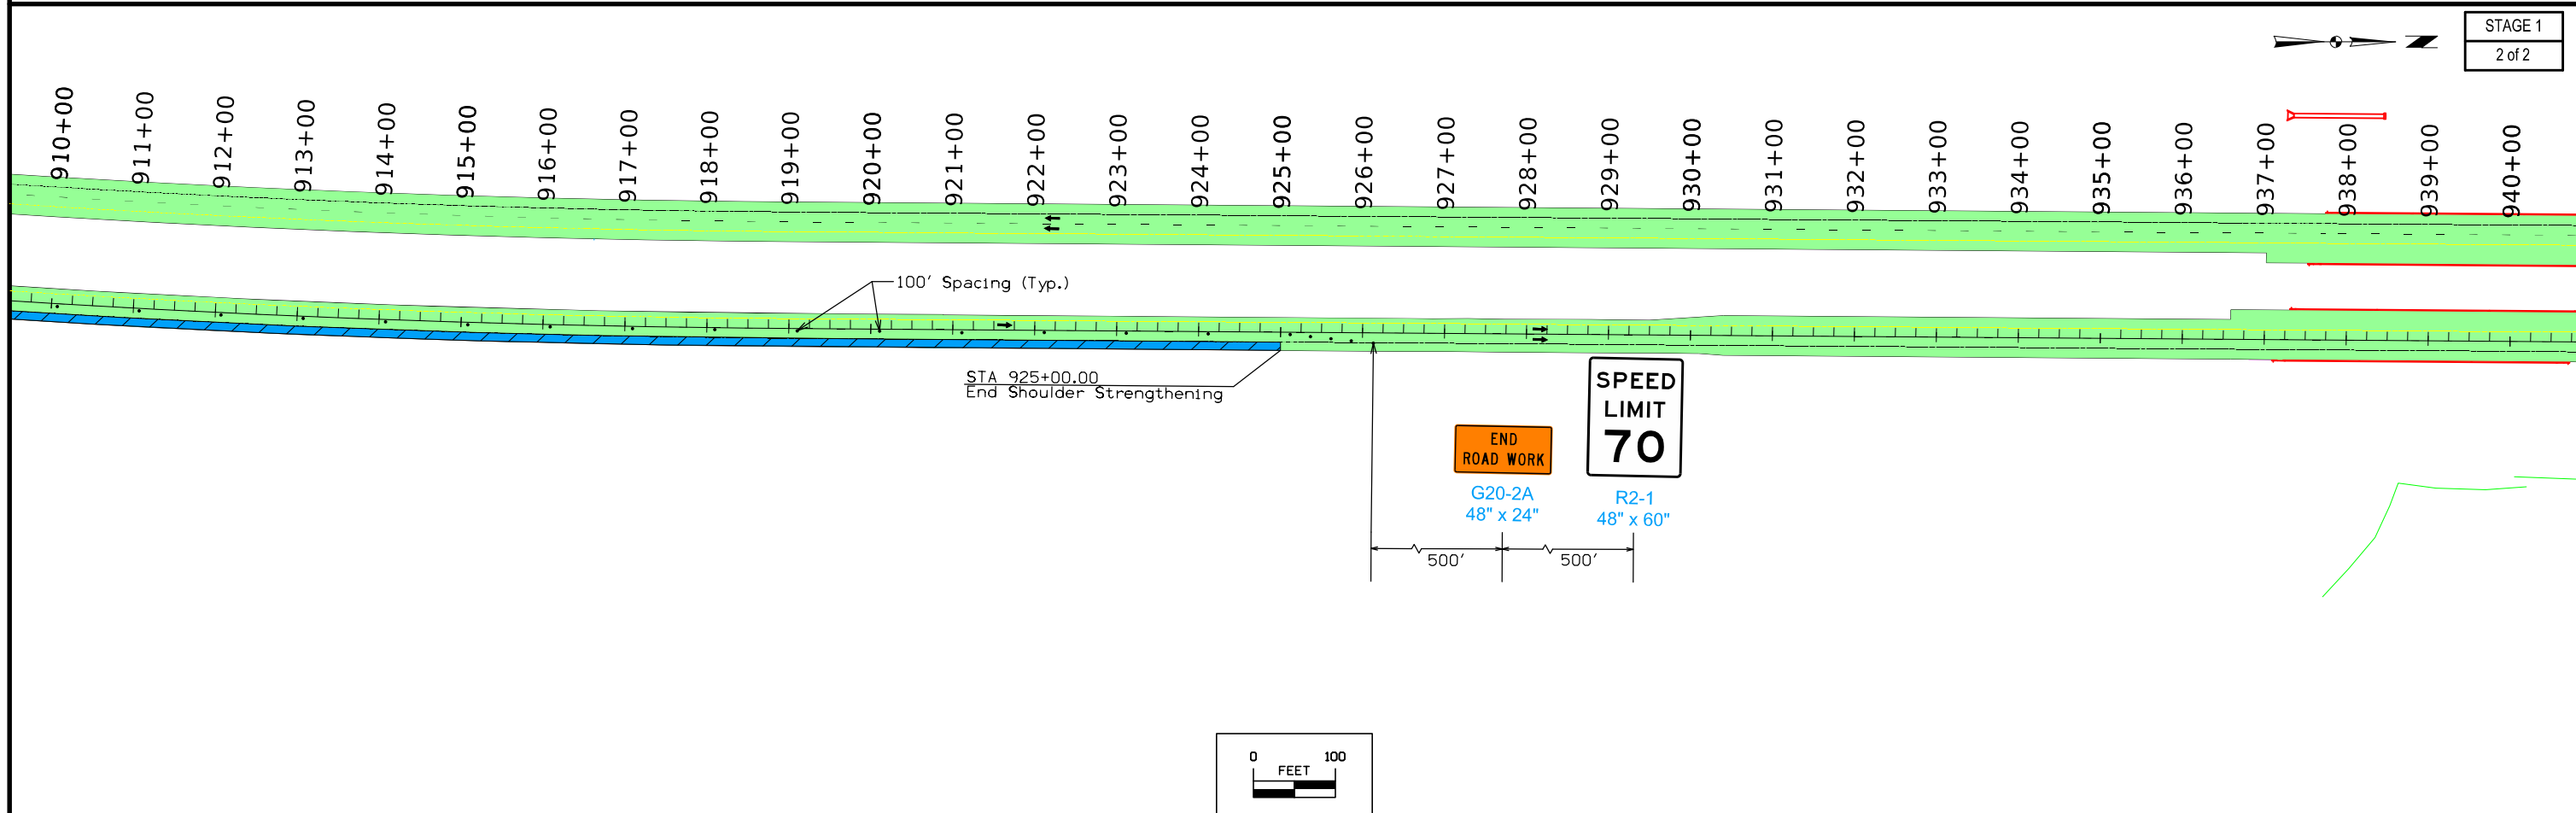 STAGE 1
2 of 2
910+00
911+00
912+00
913+00
914+00
915+00
916+00
917+00
918+00
919+00
920+00
921+00
922+00
923+00
924+00
925+00
926+00
927+00
928+00
929+00
930+00
931+00
932+00
933+00
934+00
935+00
936+00
937+00
938+00
939+00
940+00
100' Spacing (Typ.)
STA 925+00.00
End Shoulder Strengthening
SPEED
LIMIT
70
END
ROAD WORK
G20-2A
48" x 24"
R2-1
48" x 60"
500'
500'
0 100
FEET